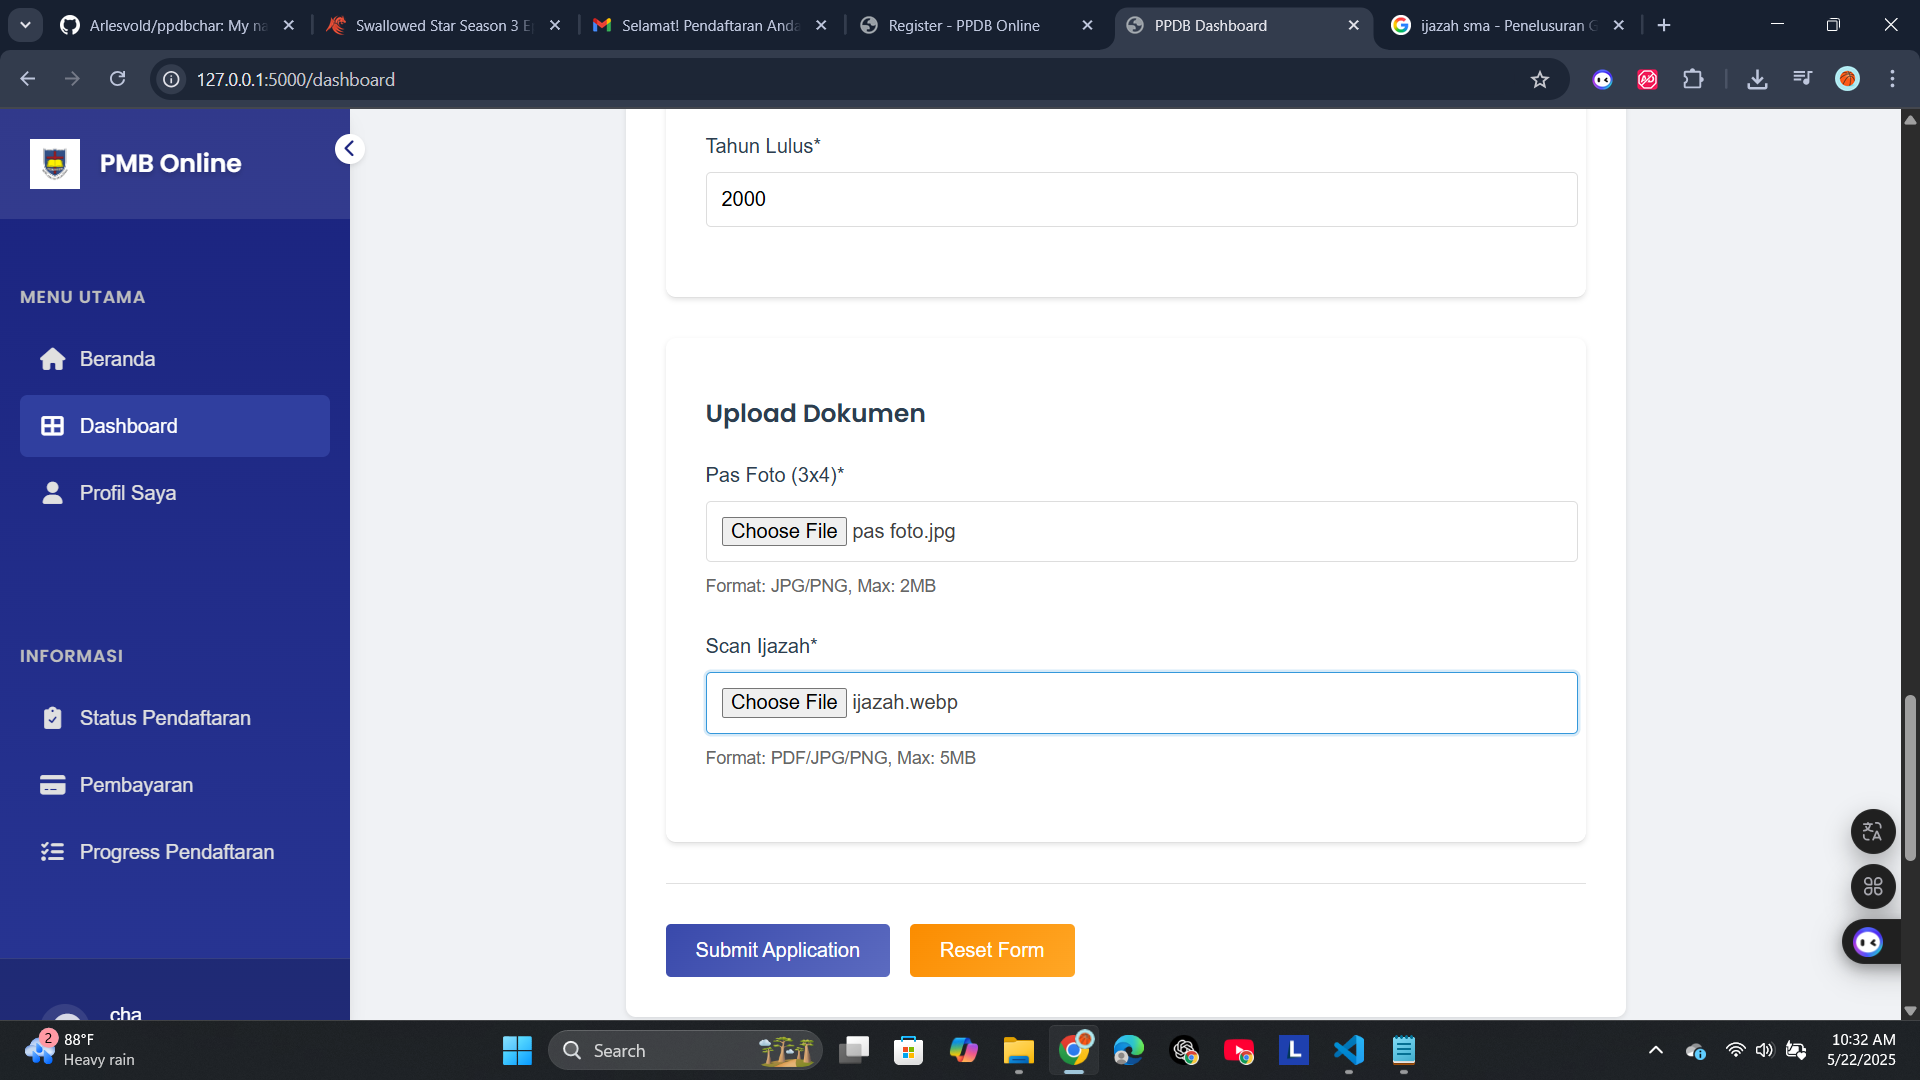 Arlesvold/ppdbchar: My na
Swallowed Star Season 3 E
Selamat! Pendaftaran Anda
Register - PPDB Online
PPDB Dashboard
ijazah sma - Penelusuran G
127.0.0.1:5000/dashboard
PMB Online
MENU UTAMA
Beranda
Dashboard
Profil Saya
INFORMASI
Status Pendaftaran
Pembayaran
Progress Pendaftaran
cha
Tahun Lulus*
2000
Upload Dokumen
Pas Foto (3x4)*
Choose File pas foto.jpg
Format: JPG/PNG, Max: 2MB
Scan Ijazah*
Choose File ijazah.webp
Format: PDF/JPG/PNG, Max: 5MB
Submit Application
Reset Form
2
88°F
Heavy rain
Search
L
10:32 AM
5/22/2025